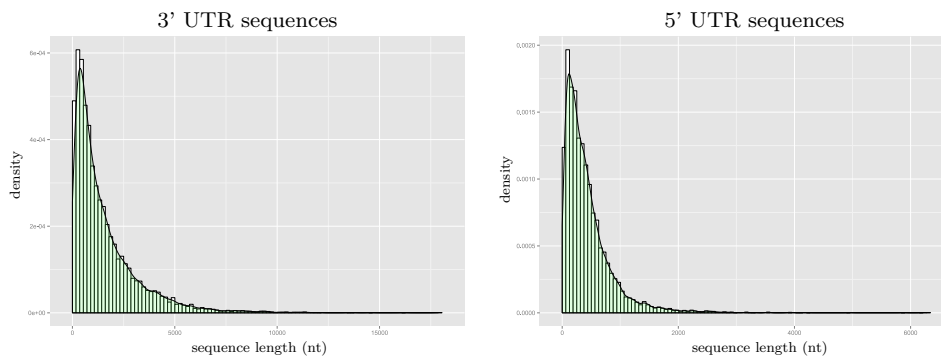 3’ UTR sequences
5’ UTR sequences
density
6e−04
4e−04
2e−04
0e+00
0
5000
10000
15000
sequence length (nt)
density
0.0020
0.0015
0.0010
0.0005
0.0000
0
2000
4000
6000
sequence length (nt)